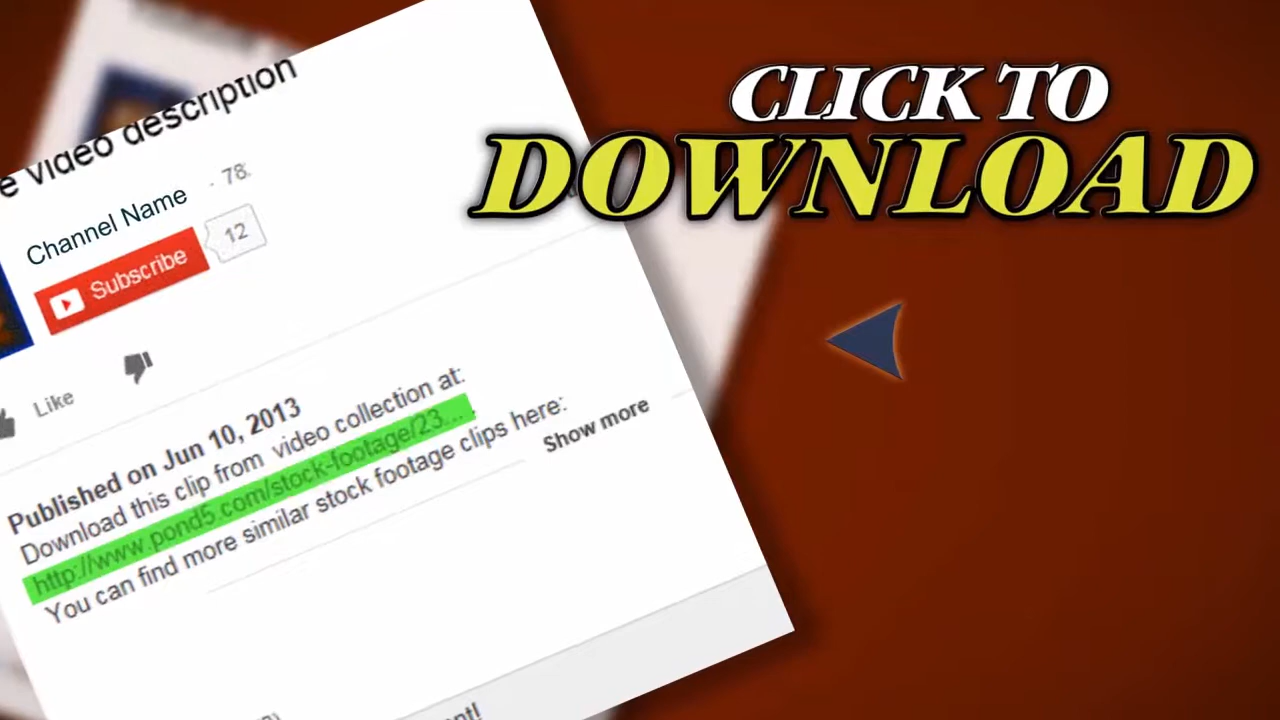 CLICK TO
DOWNLOAD
video description
Channel Name
78
Subscribe
12
Like
Published on Jun 10, 2013
Download this clip from video collection at:
http://www.pond5.com/stock-footage/23...
You can find more similar stock footage clips here:
Show more